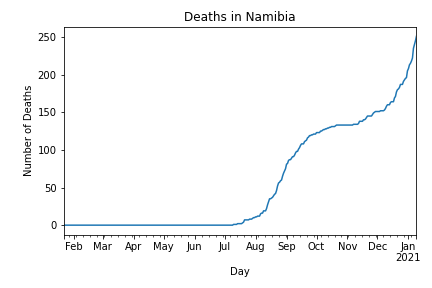 Deaths in Namibia
Number of Deaths
250
200
150
100
50
0
Feb Mar Apr May Jun Jul Aug Sep Oct Nov Dec Jan
2021
Day